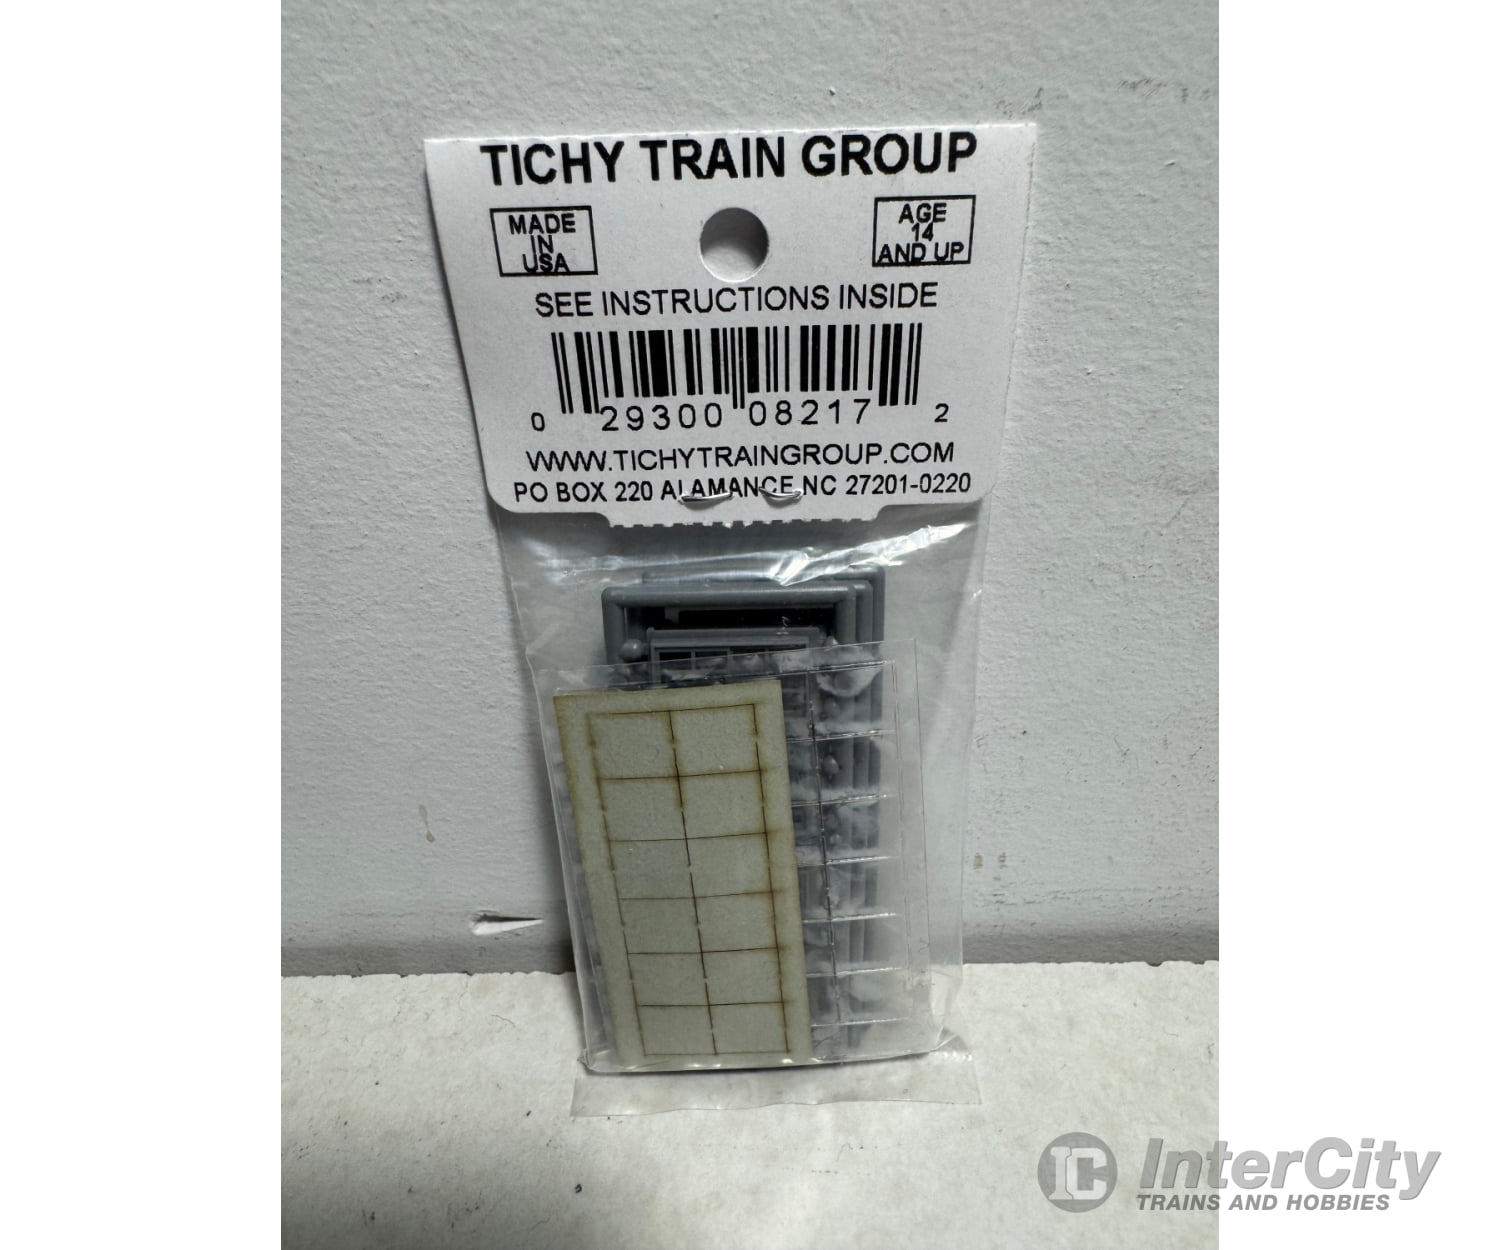 TICHY TRAIN GROUP
MADE
IN
USA
AGE
14
AND UP
SEE INSTRUCTIONS INSIDE
0 29300 08217 2
WWW.TICHYTRAINGROUP.COM
PO BOX 220 ALAMANCE NC 27201-0220
IC InterCity
TRAINS AND HOBBIES